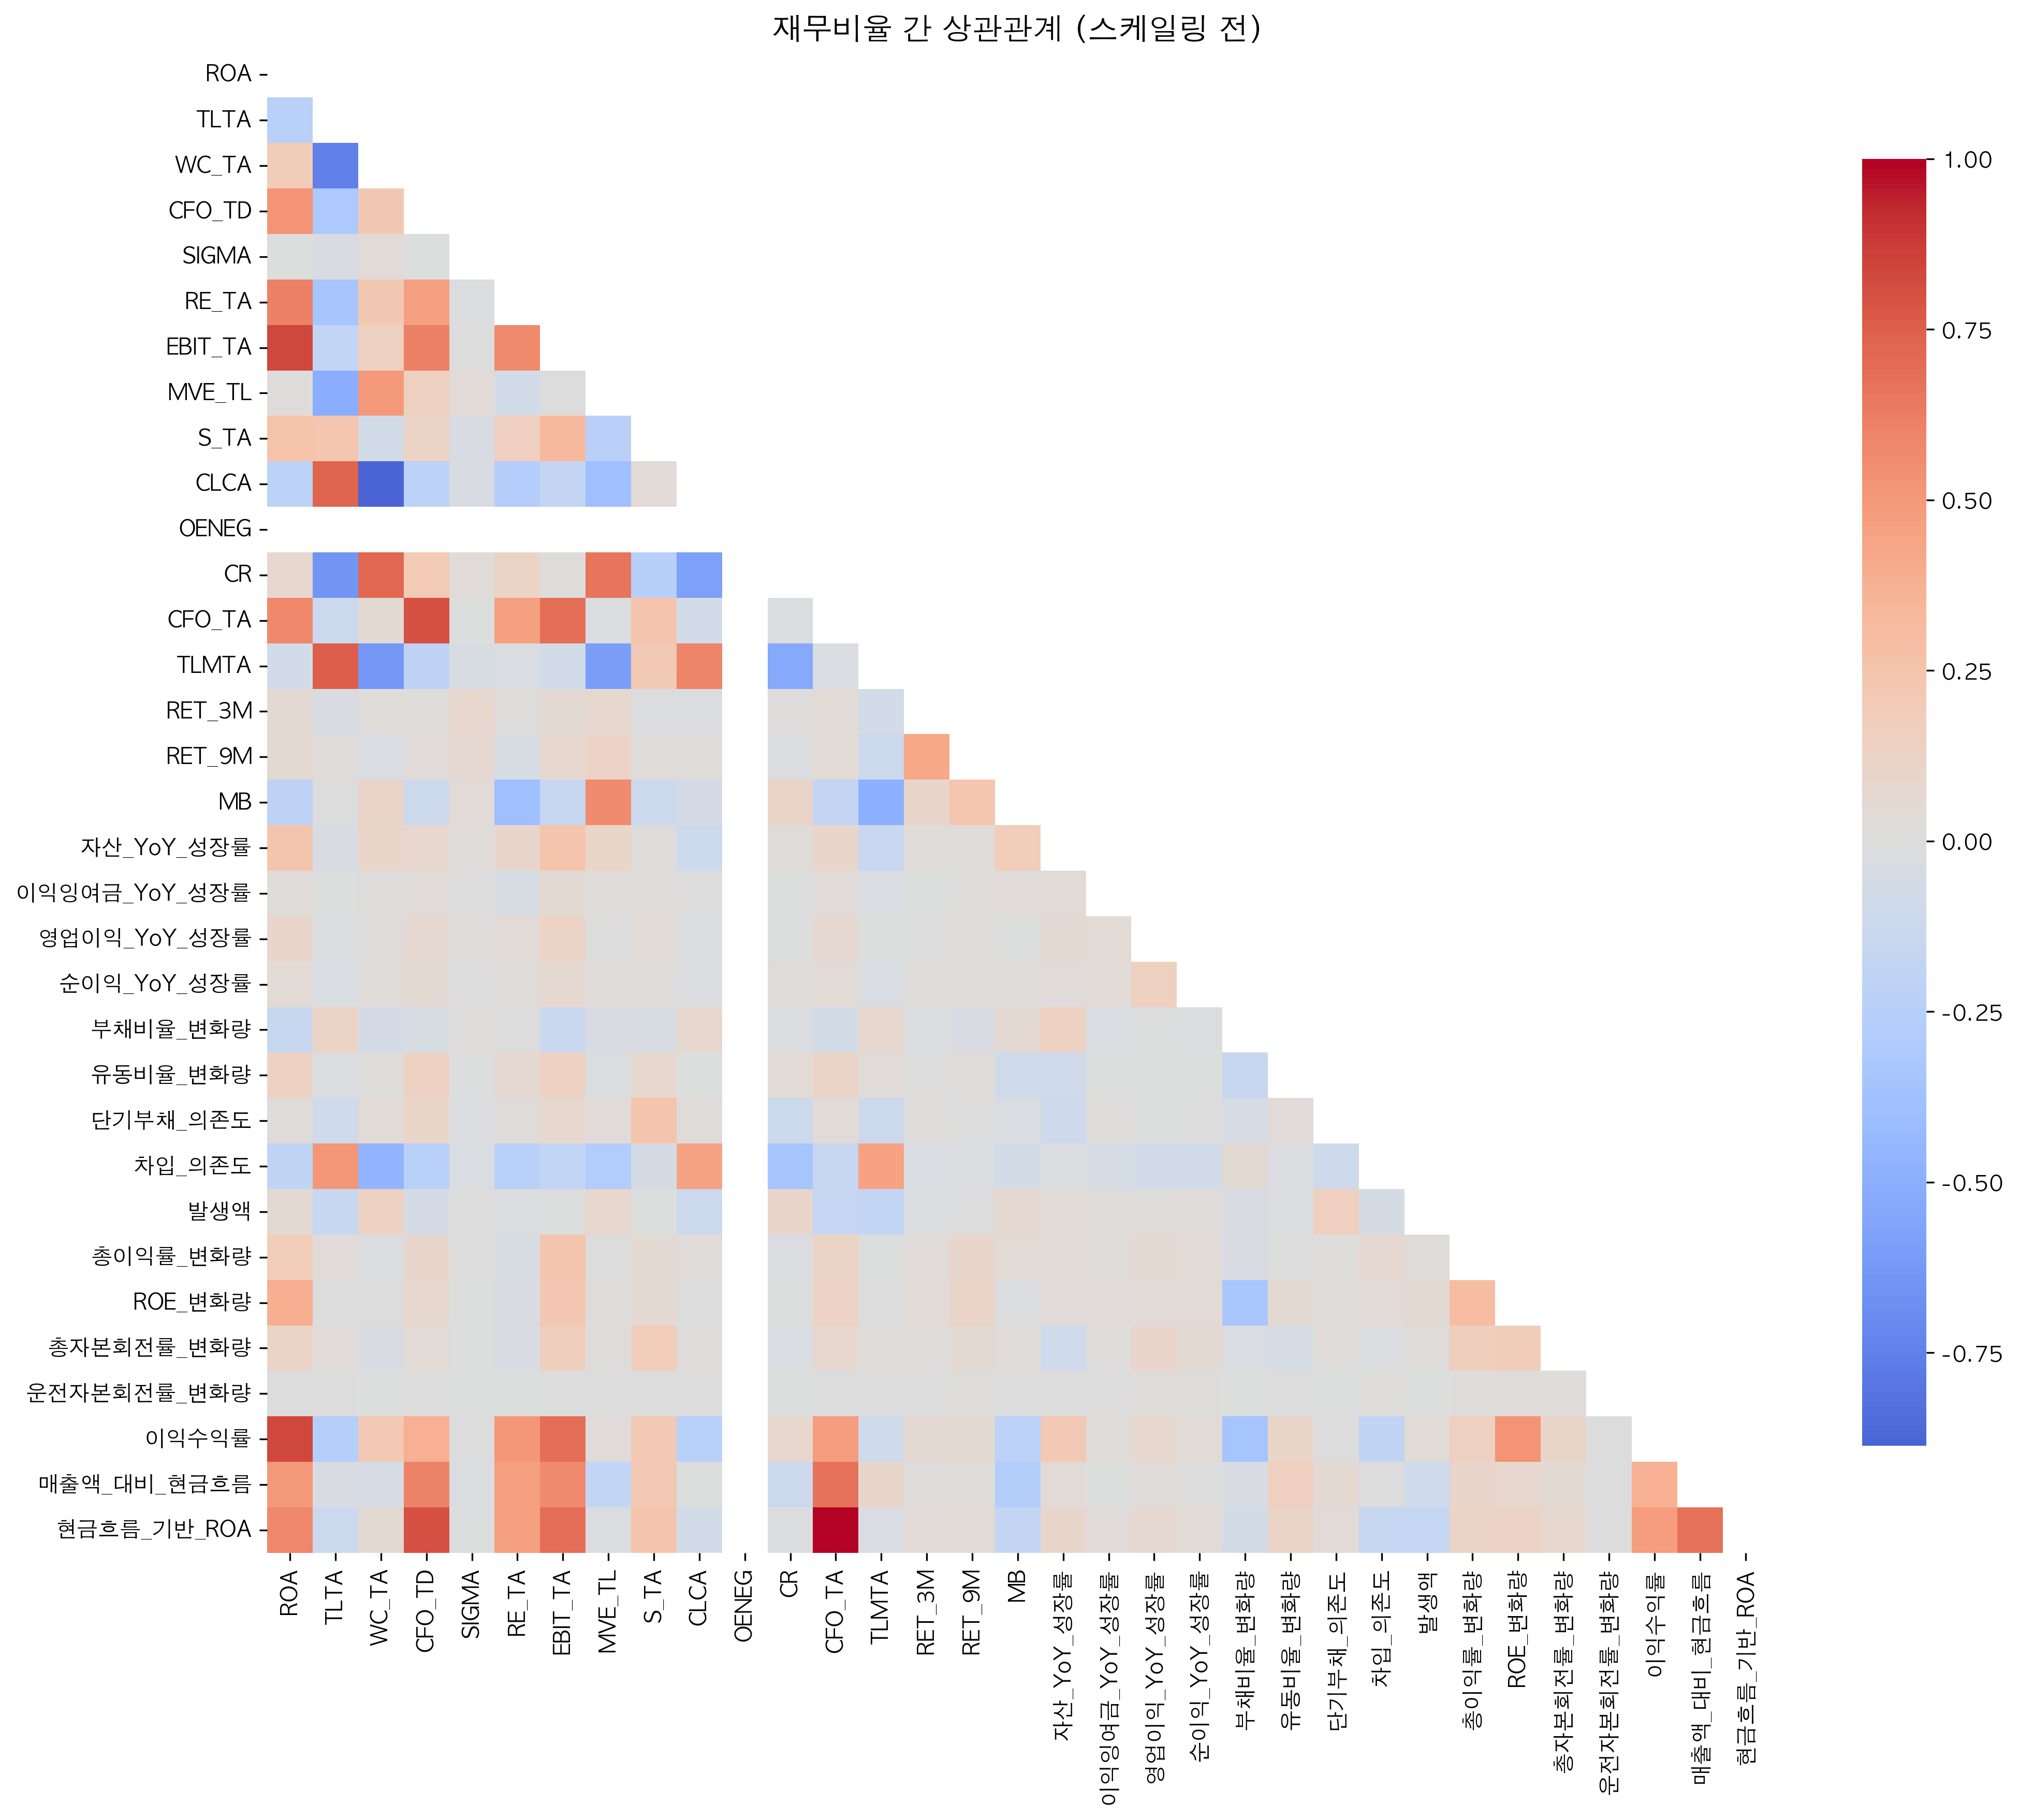 재무비율 간 상관관계 (스케일링 전)
ROA
TLTA
WC_TA
CFO_TD
SIGMA
RE_TA
EBIT_TA
MVE_TL
S_TA
CLCA
OENEG
CR
CFO_TA
TLMTA
RET_3M
RET_9M
MB
자산_YoY_성장률
이익잉여금_YoY_성장률
영업이익_YoY_성장률
순이익_YoY_성장률
부채비율_변화량
유동비율_변화량
단기부채_의존도
차입_의존도
발생액
총이익률_변화량
ROE_변화량
총자본회전률_변화량
운전자본회전률_변화량
이익수익률
매출액_대비_현금흐름
현금흐름_기반_ROA
ROA
TLTA
WC_TA
CFO_TD
SIGMA
RE_TA
EBIT_TA
MVE_TL
S_TA
CLCA
OENEG
CR
CFO_TA
TLMTA
RET_3M
RET_9M
MB
자산_YoY_성장률
이익잉여금_YoY_성장률
영업이익_YoY_성장률
순이익_YoY_성장률
부채비율_변화량
유동비율_변화량
단기부채_의존도
차입_의존도
발생액
총이익률_변화량
ROE_변화량
총자본회전률_변화량
운전자본회전률_변화량
이익수익률
매출액_대비_현금흐름
현금흐름_기반_ROA
1.00
0.75
0.50
0.25
0.00
-0.25
-0.50
-0.75